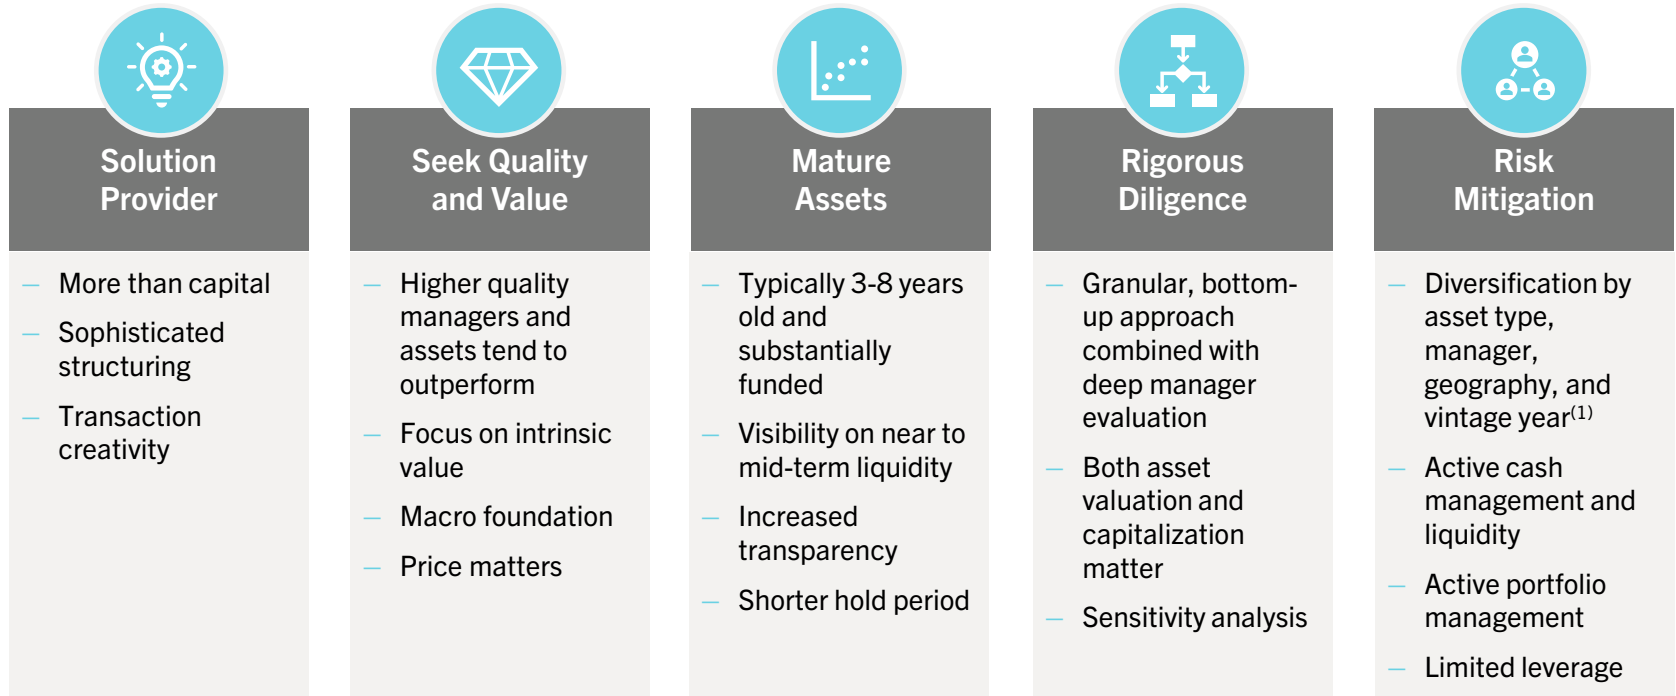 Solution
Provider
— More than capital
— Sophisticated
structuring
— Transaction
creativity
Seek Quality
and Value
— Higher quality
managers and
assets tend to
outperform
— Focus on intrinsic
value
— Macro foundation
— Price matters
Mature
Assets
— Typically 3-8 years
old and
substantially
funded
— Visibility on near to
mid-term liquidity
— Increased
transparency
— Shorter hold period
Rigorous
Diligence
— Granular, bottom-
up approach
combined with
deep manager
evaluation
— Both asset
valuation and
capitalization
matter
— Sensitivity analysis
Risk
Mitigation
— Diversification by
asset type,
manager,
geography, and
vintage year(1)
— Active cash
management and
liquidity
— Active portfolio
management
— Limited leverage